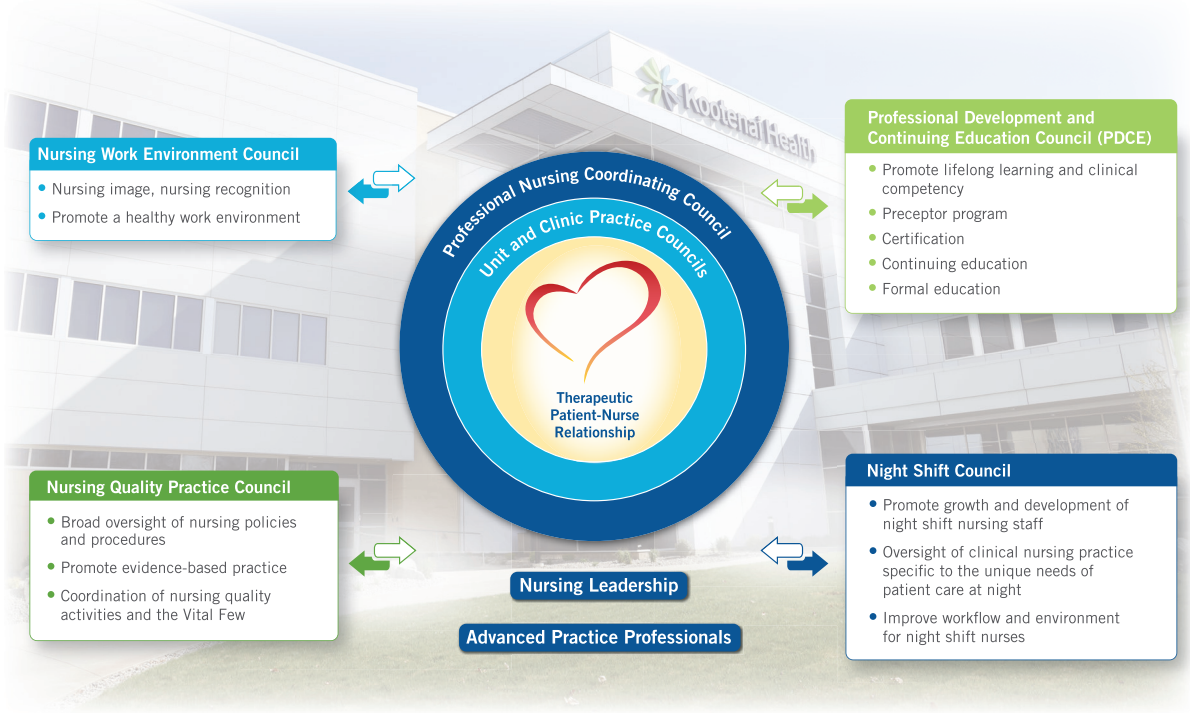 Kootenai Health
Nursing Work Environment Council
• Nursing image, nursing recognition
• Promote a healthy work environment
Professional Development and
Continuing Education Council (PDCE)
• Promote lifelong learning and clinical
competency
• Preceptor program
• Certification
• Continuing education
• Formal education
Professional Nursing Coordinating Council
Unit and Clinic Practice Councils
Therapeutic
Patient-Nurse
Relationship
Nursing Quality Practice Council
• Broad oversight of nursing policies
and procedures
• Promote evidence-based practice
• Coordination of nursing quality
activities and the Vital Few
Night Shift Council
• Promote growth and development of
night shift nursing staff
• Oversight of clinical nursing practice
specific to the unique needs of
patient care at night
• Improve workflow and environment
for night shift nurses
Nursing Leadership
Advanced Practice Professionals